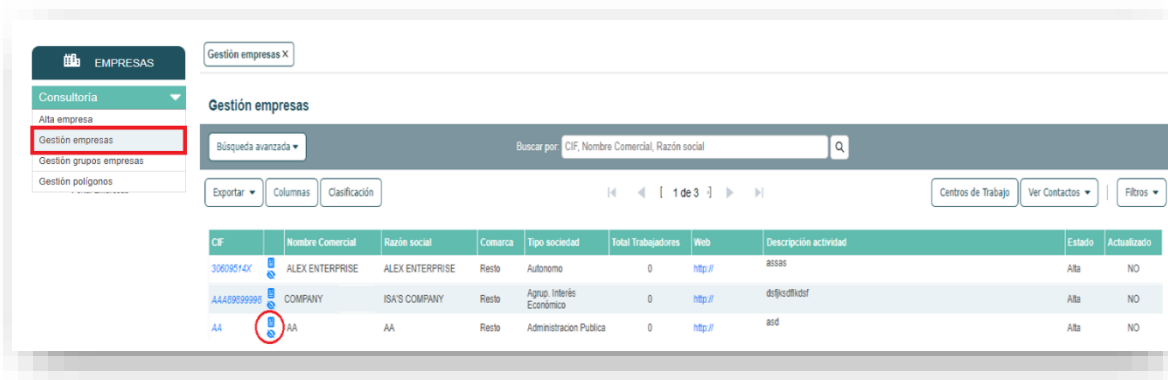 EMPRESAS
Consultoría
Alta empresa
Gestión empresas
Gestión grupos empresas
Gestión polígonos
Gestión empresas X
Gestión empresas
Búsqueda avanzada
Buscar por: CIF, Nombre Comercial, Razón social
Exportar Columnas Clasificación [ 1 de 3 ] Centros de Trabajo Ver Contactos | Filtros
CIF Nombre Comercial Razón social Comarca Tipo sociedad Total Trabajadores Web Descripción actividad Estado Actualizado
30609514X ALEX ENTERPRISE ALEX ENTERPRISE Resto Autonomo 0 http:// assas Alta NO
AAA89899998 COMPANY ISA'S COMPANY Resto Agrup. Interés Económico 0 http:// dsfjksdflkdsf Alta NO
AA AA AA Resto Administracion Publica 0 http:// asd Alta NO